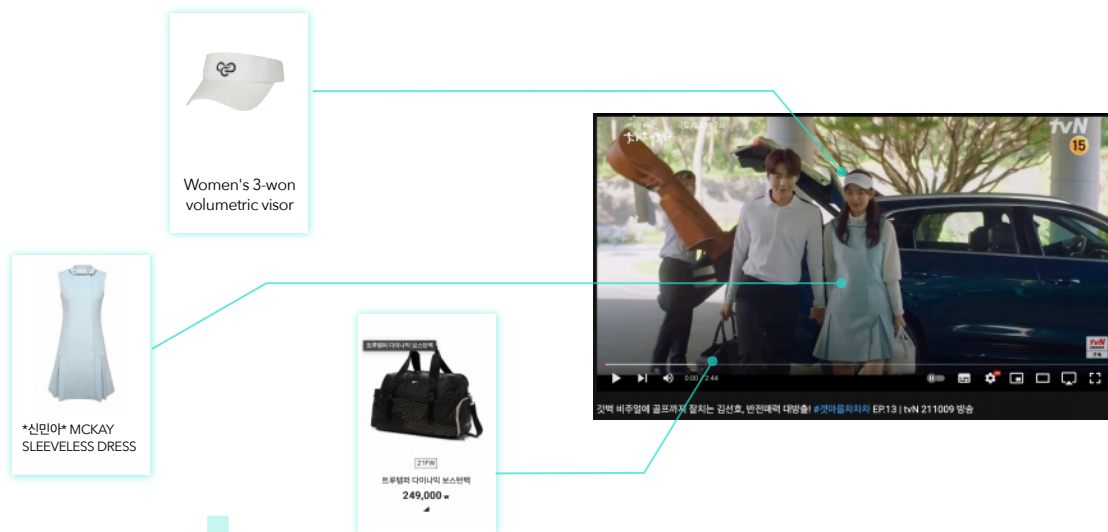 Women's 3-won
volumetric visor
tvN
15
*신민아* MCKAY
SLEEVELESS DRESS
트루템퍼 다이나믹 보스턴백
21FW
트루템퍼 다이나믹 보스턴백
249,000 ₩
tvN
0:00 / 2:44
갓벽 비주얼에 골프까지 잘치는 김선호, 반전매력 대방출! #갯마을차차차 EP.13 | tvN 211009 방송